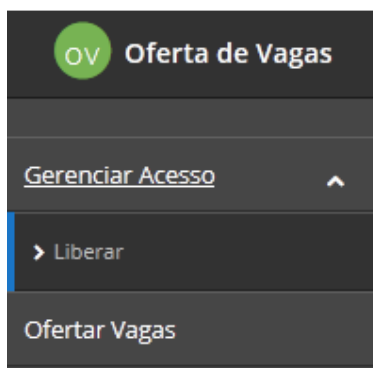 OV Oferta de Vagas
Gerenciar Acesso
Liberar
Ofertar Vagas